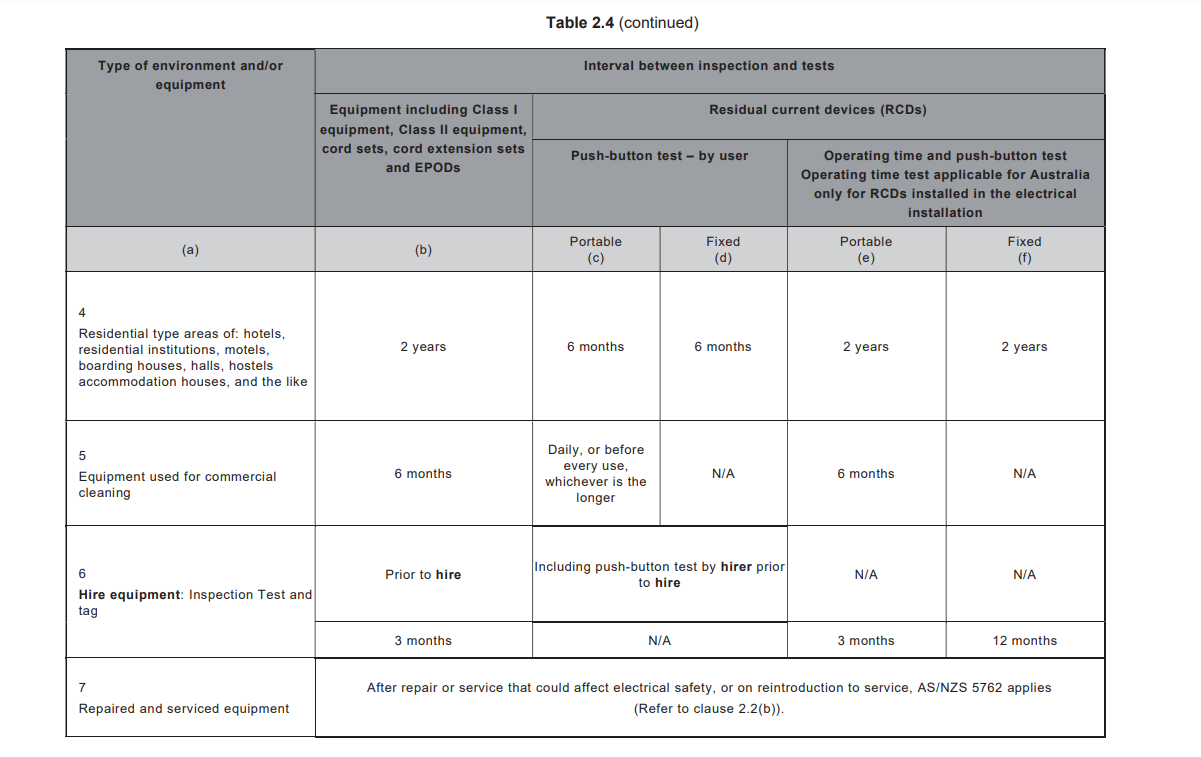 Table 2.4 (continued)
Type of environment and/or
equipment
Interval between inspection and tests
Equipment including Class I
equipment, Class II equipment,
cord sets, cord extension sets
and EPODs
Residual current devices (RCDs)
Push-button test – by user
Operating time and push-button test
Operating time test applicable for Australia
only for RCDs installed in the electrical
installation
(a)
(b)
Portable
(c)
Fixed
(d)
Portable
(e)
Fixed
(f)
4
Residential type areas of: hotels,
residential institutions, motels,
boarding houses, halls, hostels
accommodation houses, and the like
2 years
6 months
6 months
2 years
2 years
5
Equipment used for commercial
cleaning
6 months
Daily, or before
every use,
whichever is the
longer
N/A
6 months
N/A
6
Hire equipment: Inspection Test and
tag
Prior to hire
Including push-button test by hirer prior
to hire
N/A
N/A
3 months
N/A
3 months
12 months
7
Repaired and serviced equipment
After repair or service that could affect electrical safety, or on reintroduction to service, AS/NZS 5762 applies
(Refer to clause 2.2(b)).